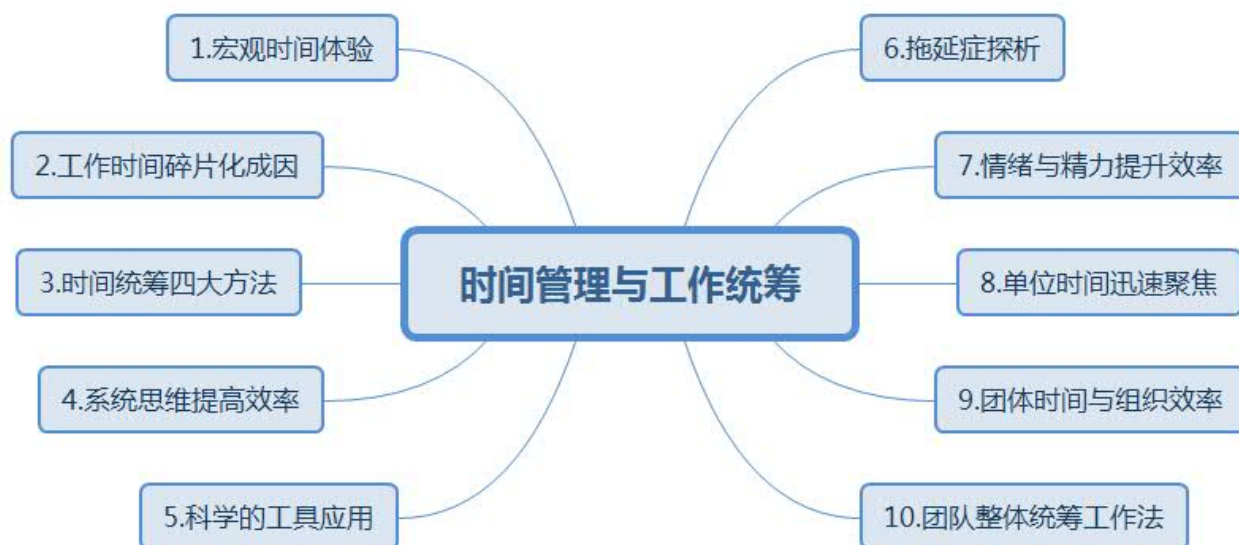 时间管理与工作统筹
1.宏观时间体验
2.工作时间碎片化成因
3.时间统筹四大方法
4.系统思维提高效率
5.科学的工具应用
6.拖延症探析
7.情绪与精力提升效率
8.单位时间迅速聚焦
9.团体时间与组织效率
10.团队整体统筹工作法